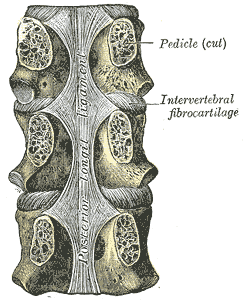 Pedicle (cut)
Intervertebral
fibrocartilage
Posterior longit. ligament